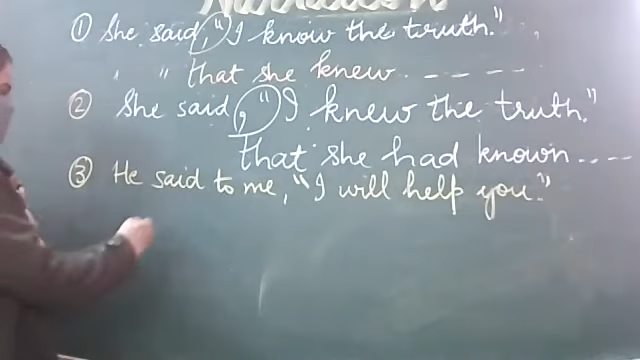 Narration
① She said, "I know the truth."
" " that she knew -----
② She said, "I knew the truth."
that she had known ----
③ He said to me, "I will help you."